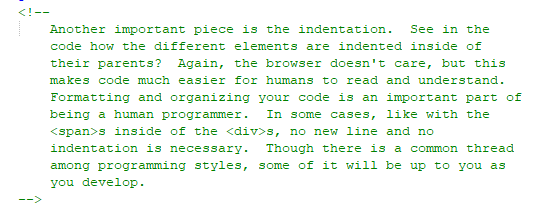 <!--
Another important piece is the indentation.  See in the
code how the different elements are indented inside of
their parents?  Again, the browser doesn't care, but this
makes code much easier for humans to read and understand.
Formatting and organizing your code is an important part of
being a human programmer.  In some cases, like with the
<span>s inside of the <div>s, no new line and no
indentation is necessary.  Though there is a common thread
among programming styles, some of it will be up to you as
you develop.
-->